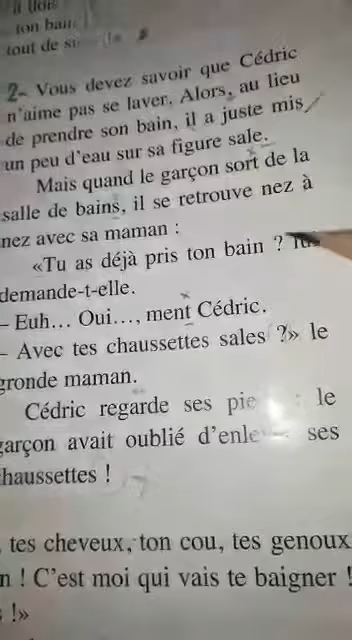 ton bain
tout de su
2- Vous devez savoir que Cédric
n'aime pas se laver. Alors, au lieu
de prendre son bain, il a juste mis
un peu d'eau sur sa figure sale.
Mais quand le garçon sort de la
salle de bains, il se retrouve nez à
nez avec sa maman :
«Tu as déjà pris ton bain ?
demande-t-elle.
– Euh... Oui..., ment Cédric.
– Avec tes chaussettes sales ?» le
gronde maman.
Cédric regarde ses pie : le
garçon avait oublié d'enle ses
chaussettes !
tes cheveux, ton cou, tes genoux
n ! C'est moi qui vais te baigner !
!»